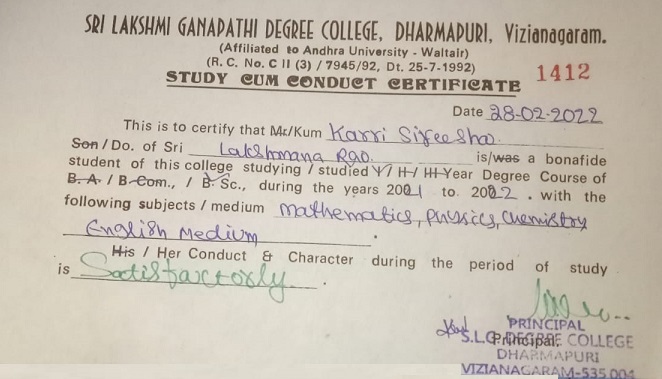 SRI LAKSHMI GANAPATHI DEGREE COLLEGE, DHARMAPURI, Vizianagaram.
(Affiliated to Andhra University - Waltair)
(R. C. No. C II (3) / 7945/92, Dt. 25-7-1992)
STUDY CUM CONDUCT CERTIFICATE 1412
Date 28-02-2022
This is to certify that Mr/Kum Karri Sireesha
Son / Do. of Sri Lakshmana Rao. is/was a bonafide
student of this college studying / studied I / II / III Year Degree Course of
B. A. / B-Com., / B. Sc., during the years 2021 to 2022 . with the
following subjects / medium Mathematics, Physics, Chemistry
English Medium .
His / Her Conduct & Character during the period of study
is Satisfactorly .
PRINCIPAL
S.L.G. DEGREE COLLEGE
Principal.
DHARMAPURI
VIZIANAGARAM-535 004